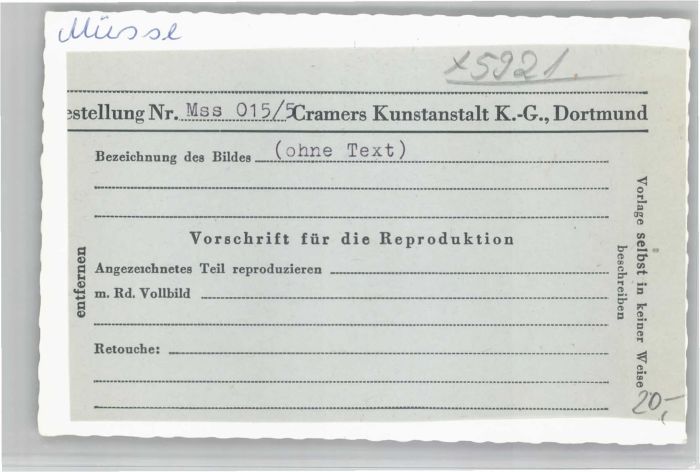 Müsse
x5921.
estellung Nr. Mss 015/5 Cramers Kunstanstalt K.-G., Dortmund
Bezeichnung des Bildes (ohne Text)
Vorschrift für die Reproduktion
Angezeichnetes Teil reproduzieren
m. Rd. Vollbild
Retouche:
entfernen
Vorlage selbst in keiner Weise
beschreiben
20,-